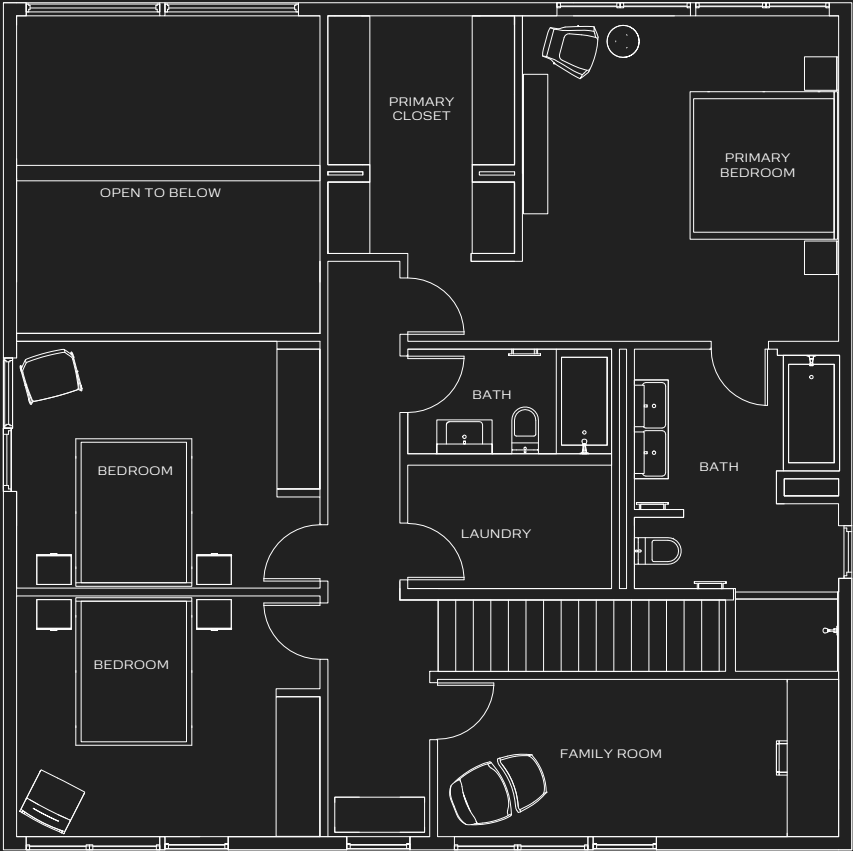 PRIMARY
CLOSET
PRIMARY
BEDROOM
OPEN TO BELOW
BATH
BEDROOM
BATH
LAUNDRY
BEDROOM
FAMILY ROOM